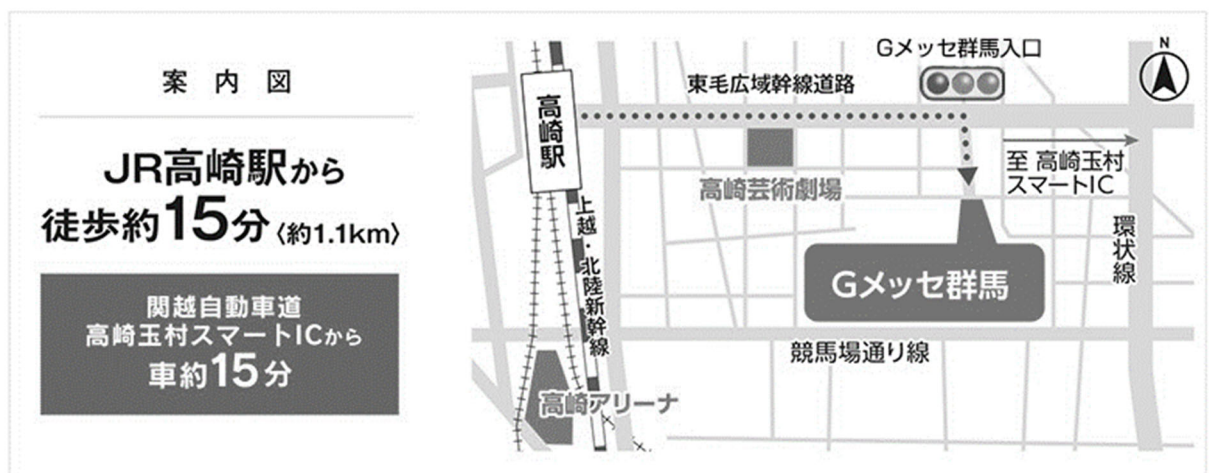 案内図
JR高崎駅から
徒歩約15分〈約1.1km〉
関越自動車道
高崎玉村スマートICから
車約15分
Gメッセ群馬入口
N
東毛広域幹線道路
高崎駅
至 高崎玉村
スマートIC
高崎芸術劇場
上越・北陸新幹線
環状線
Gメッセ群馬
競馬場通り線
高崎アリーナ